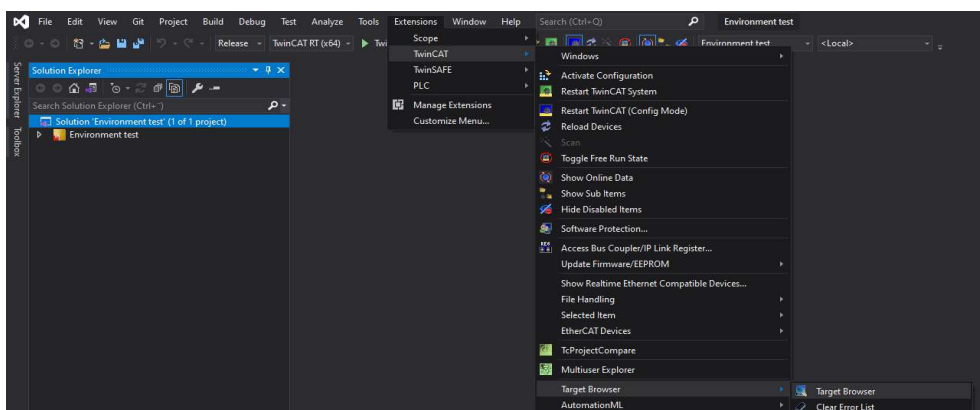 File Edit View Git Project Build Debug Test Analyze Tools Extensions Window Help Search (Ctrl+Q) Environment test
Release TwinCAT RT (x64) Twi Environment test <Local>
Server Explorer
Toolbox
Solution Explorer
Search Solution Explorer (Ctrl+¨)
Solution 'Environment test' (1 of 1 project)
Environment test
Scope
TwinCAT
TwinSAFE
PLC
Manage Extensions
Customize Menu...
Windows
Activate Configuration
Restart TwinCAT System
Restart TwinCAT (Config Mode)
Reload Devices
Scan
Toggle Free Run State
Show Online Data
Show Sub Items
Hide Disabled Items
Software Protection...
Access Bus Coupler/IP Link Register...
Update Firmware/EEPROM
Show Realtime Ethernet Compatible Devices...
File Handling
Selected Item
EtherCAT Devices
TcProjectCompare
Multiuser Explorer
Target Browser
AutomationML
Target Browser
Clear Error List